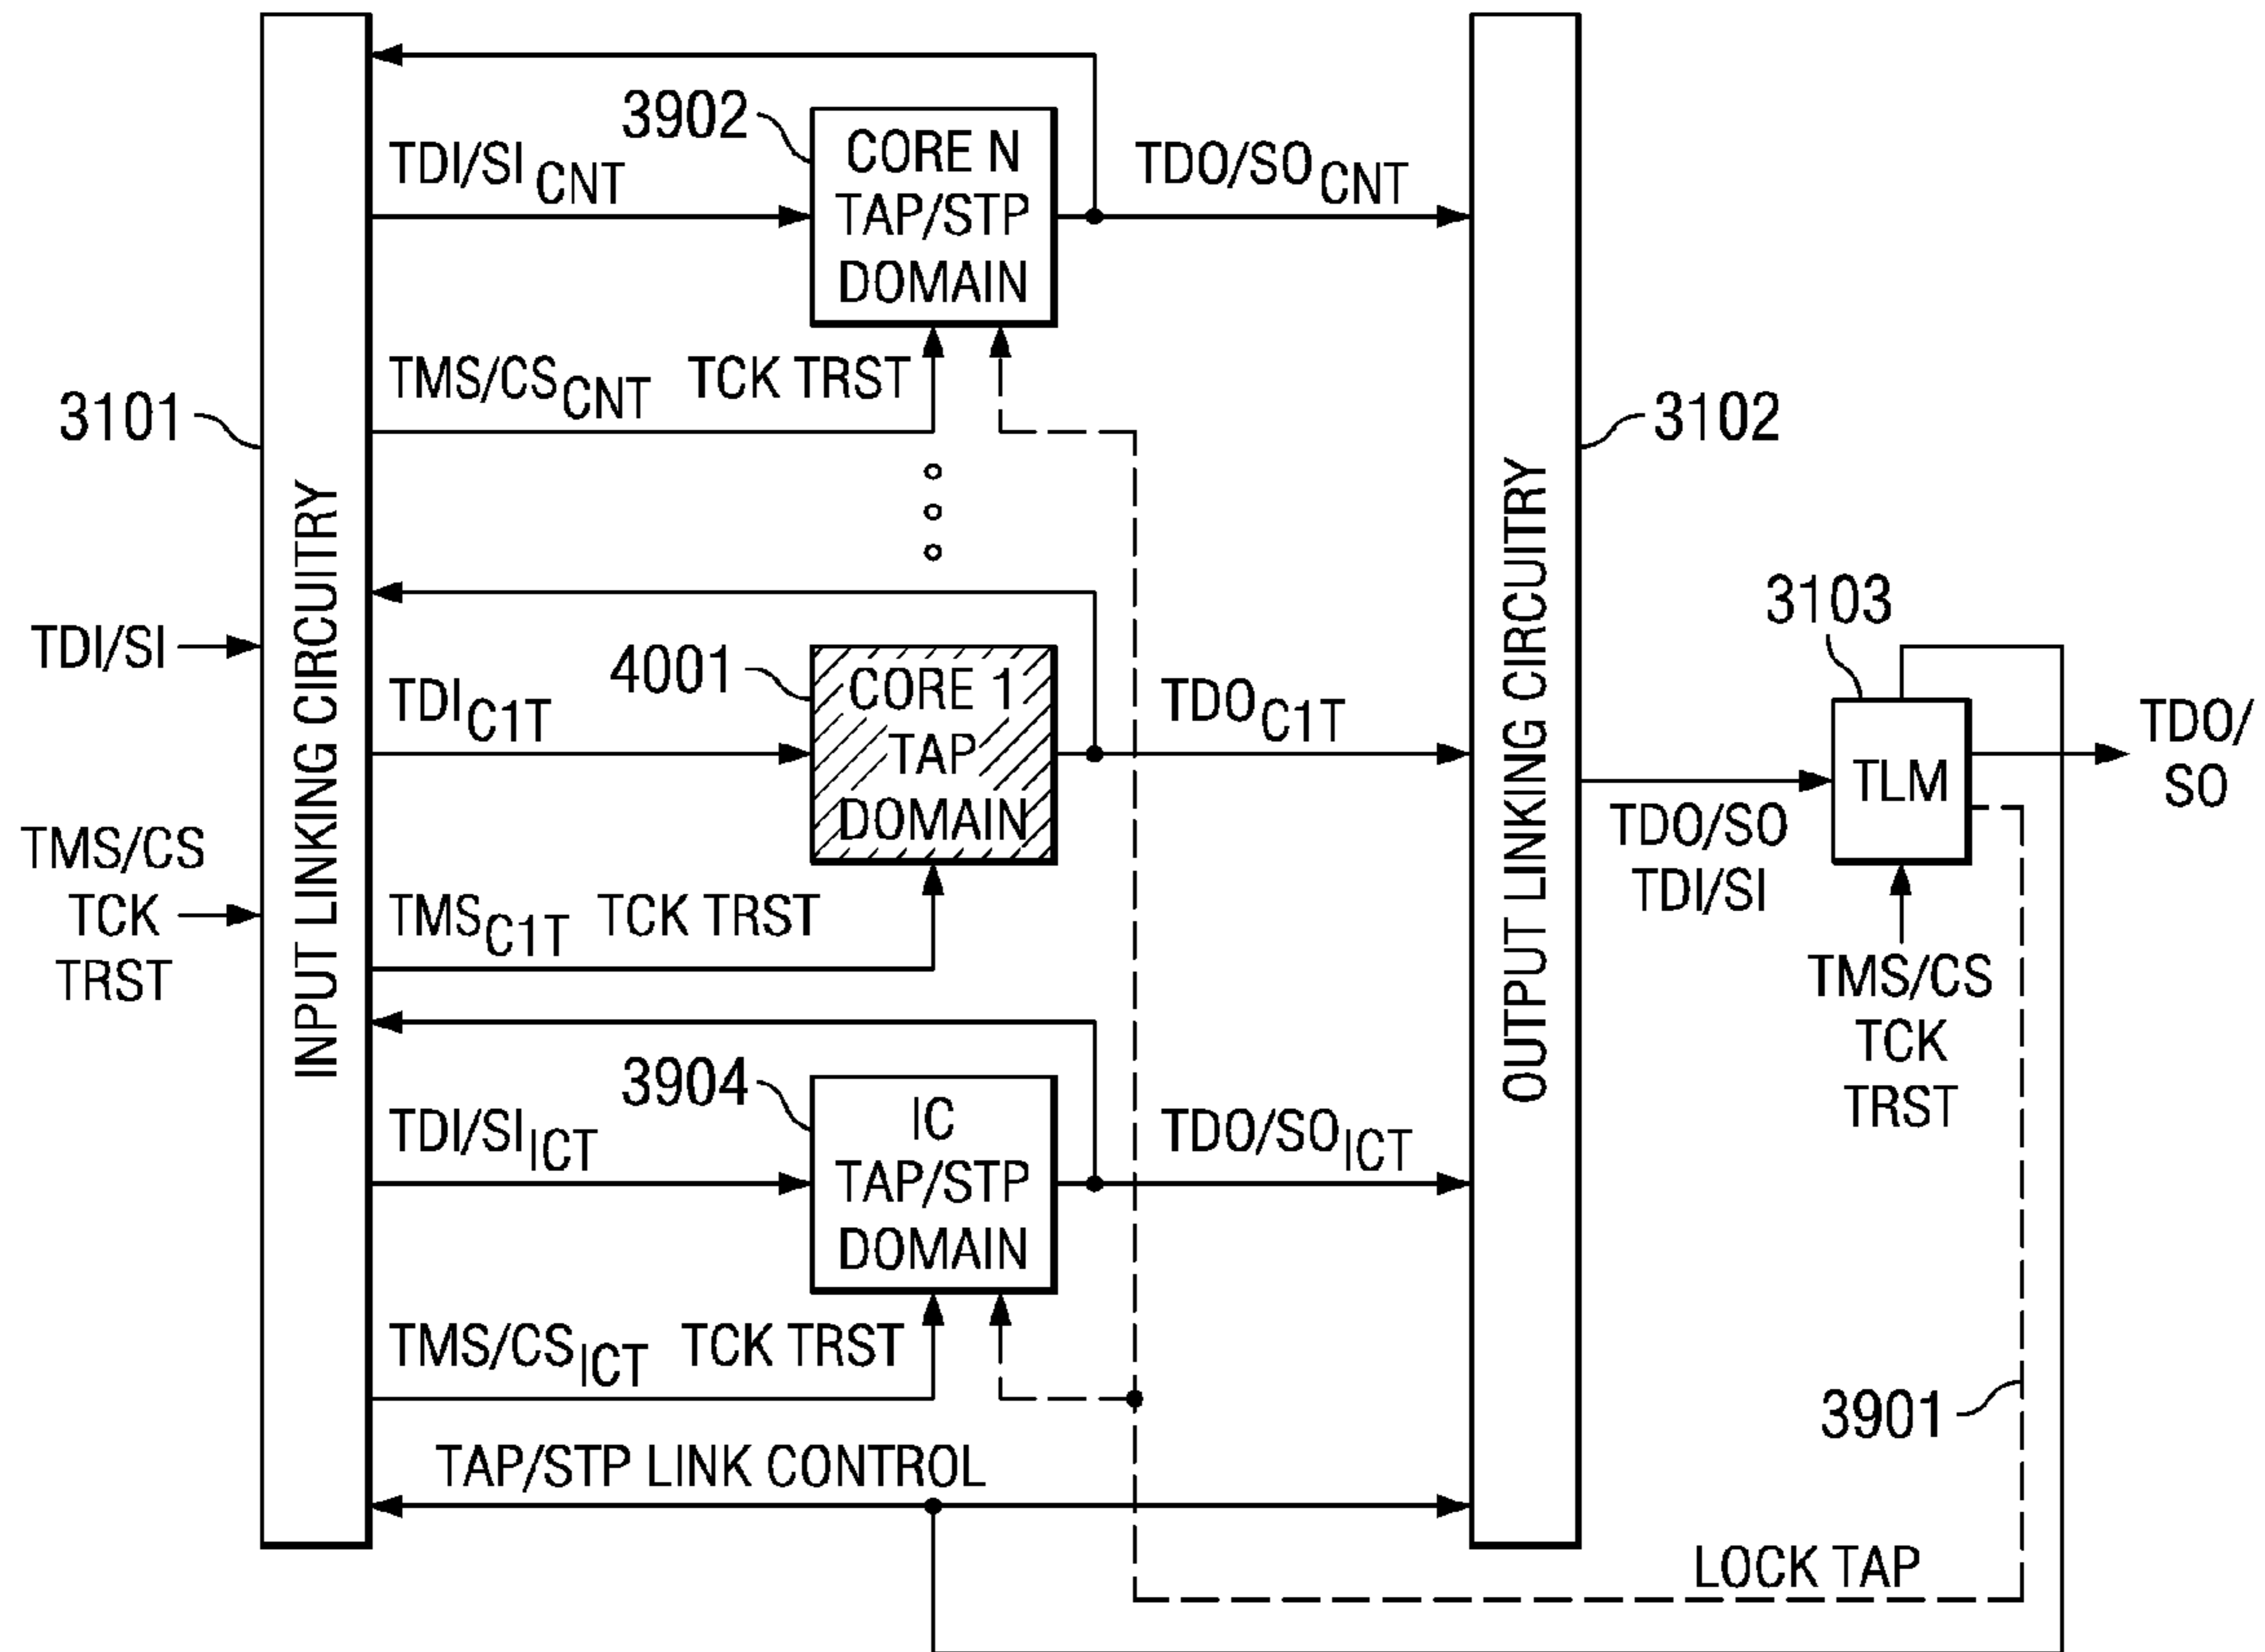 3902
CORE N
TAP/STP
DOMAIN
TDI/SI CNT
TDO/SO CNT
TMS/CS CNT TCK TRST
3101
3102
INPUT LINKING CIRCUITRY
OUTPUT LINKING CIRCUITRY
TDI/SI
4001
CORE 1
TAP
DOMAIN
TDI C1T
TDO C1T
TMS C1T TCK TRST
TMS/CS
TCK
TRST
3103
TLM
TDO/
SO
TDO/SO
TDI/SI
TMS/CS
TCK
TRST
3904
IC
TAP/STP
DOMAIN
TDI/SI ICT
TDO/SO ICT
TMS/CS ICT TCK TRST
3901
TAP/STP LINK CONTROL
LOCK TAP